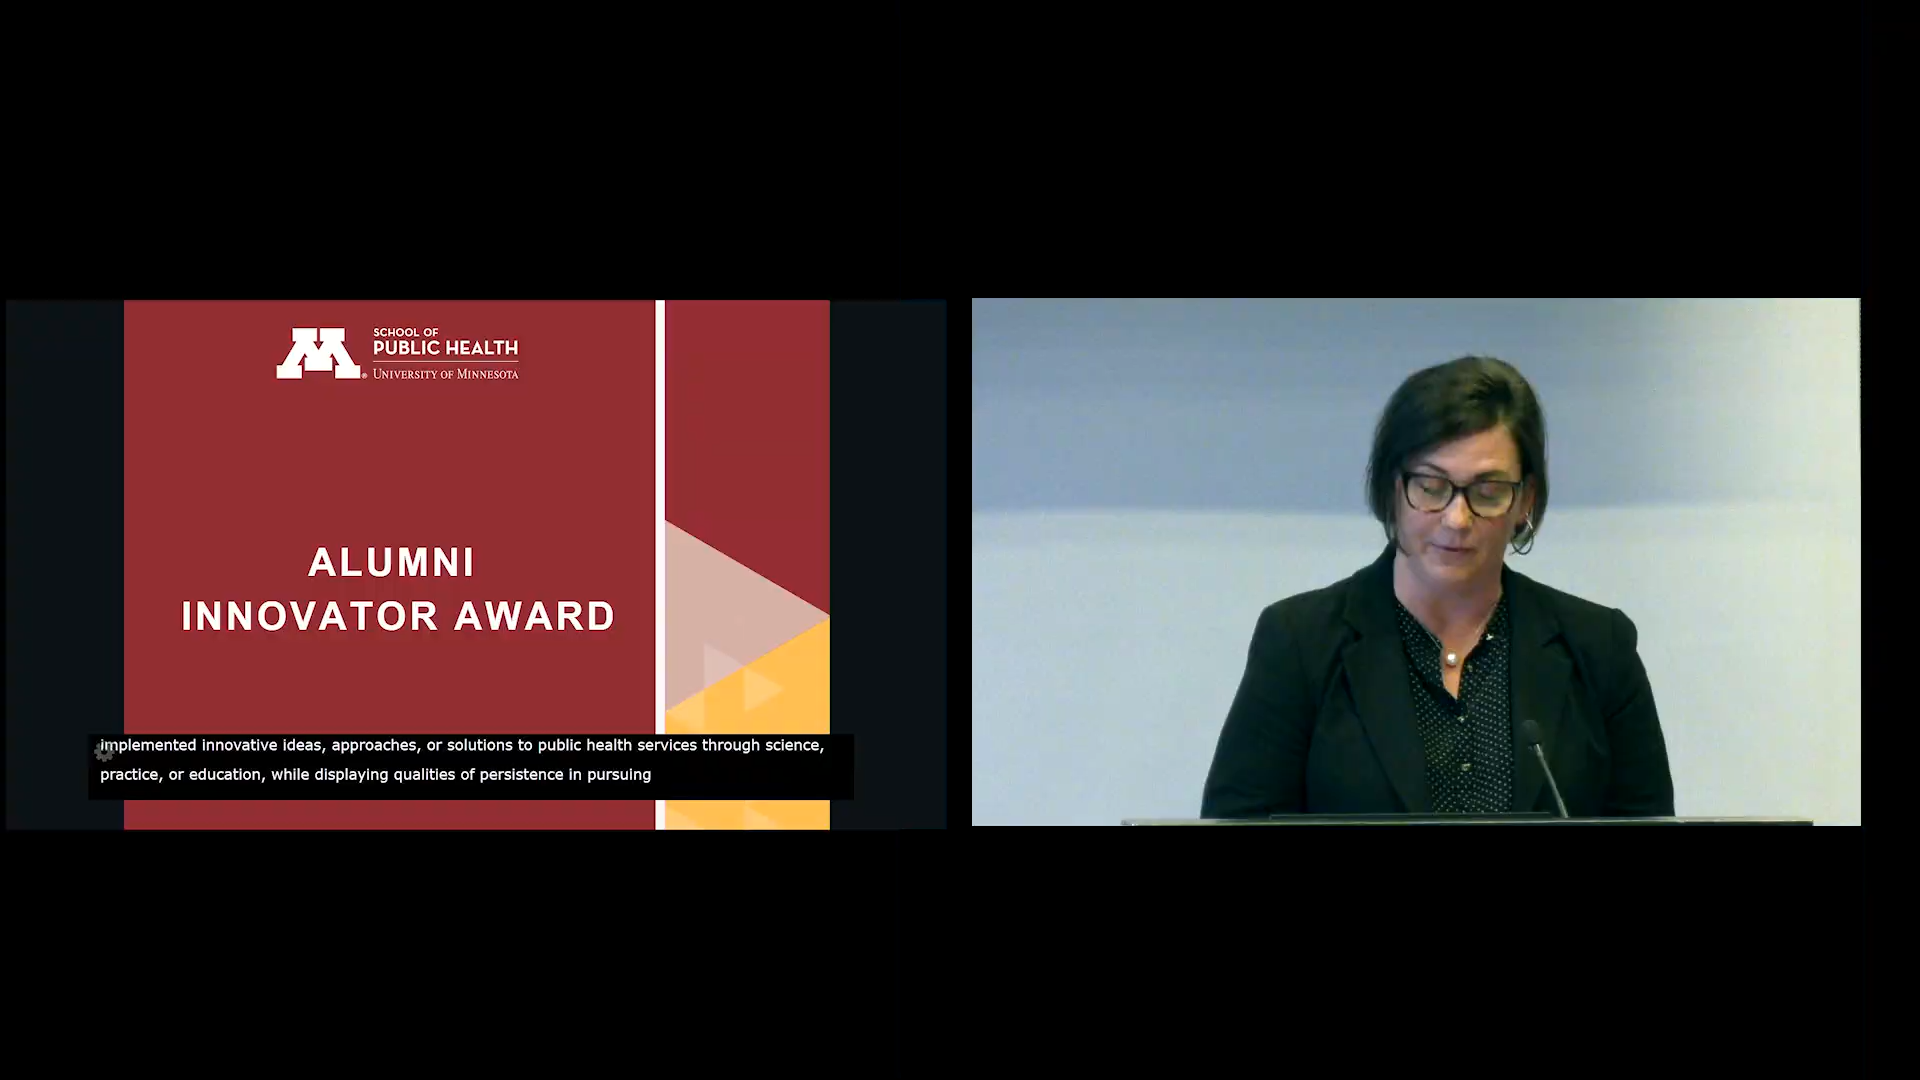 SCHOOL OF
PUBLIC HEALTH
UNIVERSITY OF MINNESOTA
ALUMNI
INNOVATOR AWARD
implemented innovative ideas, approaches, or solutions to public health services through science,
practice, or education, while displaying qualities of persistence in pursuing